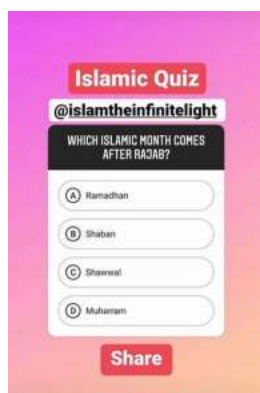 Islamic Quiz
@islamtheinfinitelight
WHICH ISLAMIC MONTH COMES
AFTER RAJAB?
A Ramadhan
B Shaban
C Shawwal
D Muharram
Share